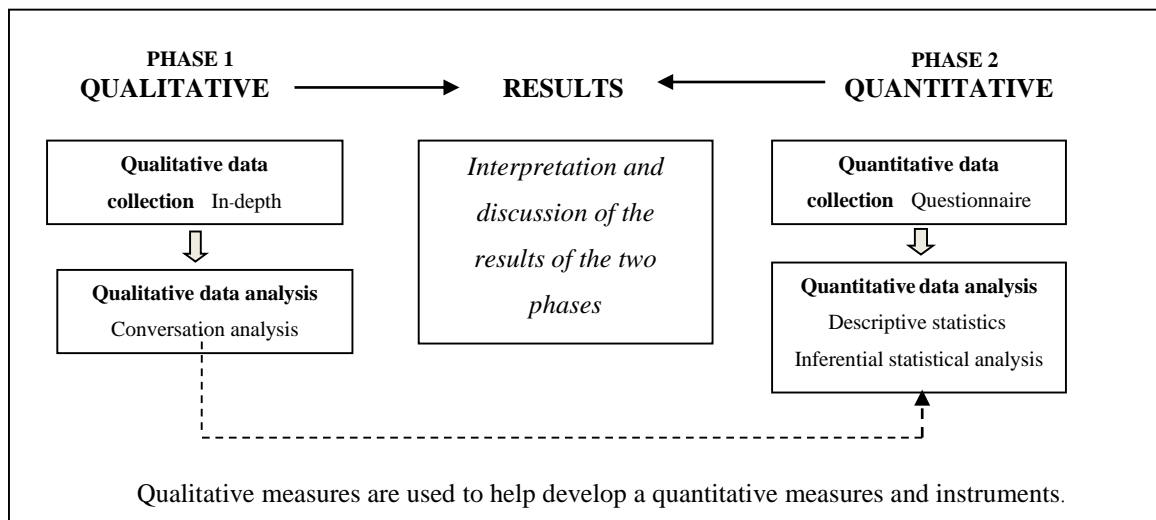 PHASE 1
QUALITATIVE
RESULTS
PHASE 2
QUANTITATIVE
Qualitative data
collection In-depth
Qualitative data analysis
Conversation analysis
Interpretation and
discussion of the
results of the two
phases
Quantitative data
collection Questionnaire
Quantitative data analysis
Descriptive statistics
Inferential statistical analysis
Qualitative measures are used to help develop a quantitative measures and instruments.